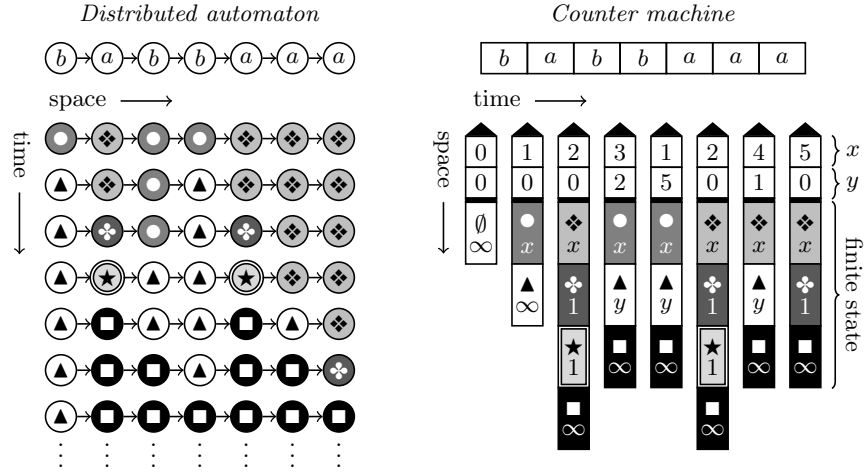 Distributed automaton
b a b b a a a
space
time
⋮ ⋮ ⋮ ⋮ ⋮ ⋮ ⋮
Counter machine
b a b b a a a
time
space
0 1 2 3 1 2 4 5 x
0 0 0 2 5 0 1 0 y
∅
∞ x x x x x x x
∞ 1 y y 1 y 1
1 ∞ ∞ 1 ∞ ∞
∞ ∞
finite state